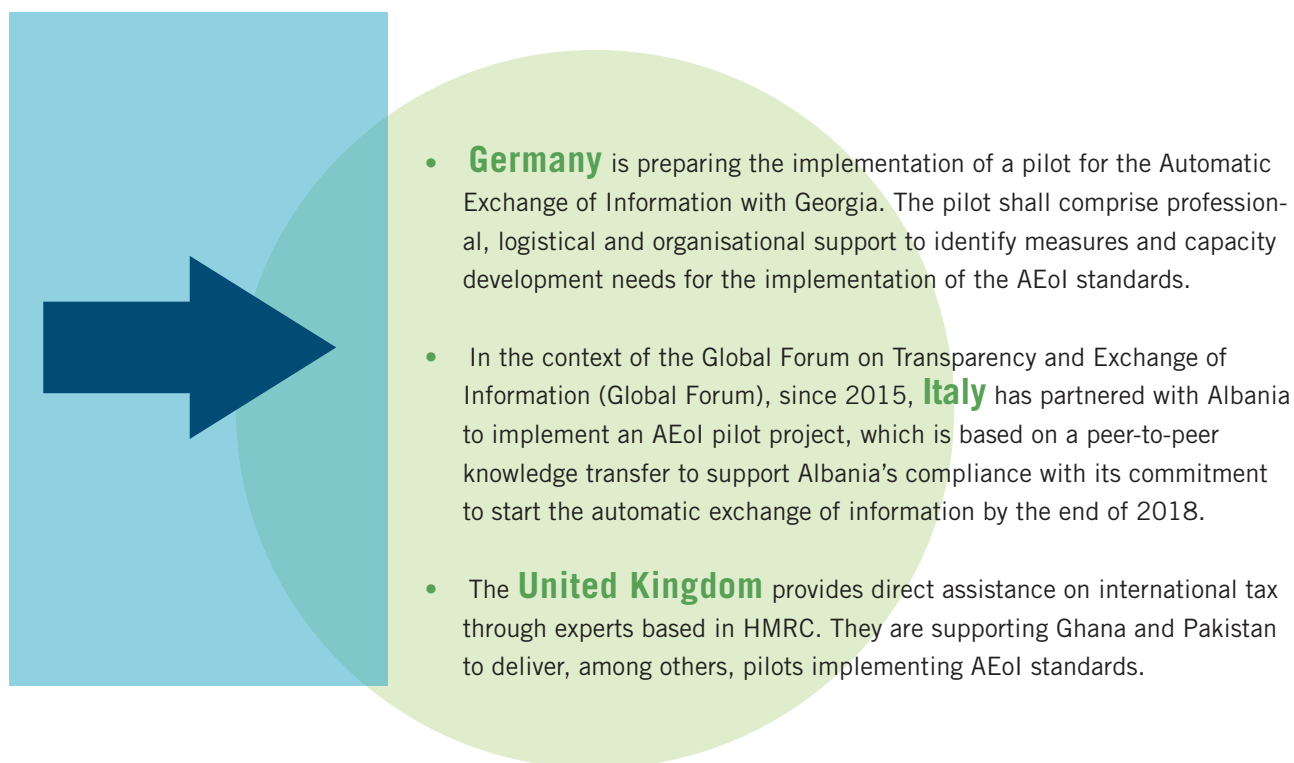 • Germany is preparing the implementation of a pilot for the Automatic
Exchange of Information with Georgia. The pilot shall comprise profession-
al, logistical and organisational support to identify measures and capacity
development needs for the implementation of the AEoI standards.
• In the context of the Global Forum on Transparency and Exchange of
Information (Global Forum), since 2015, Italy has partnered with Albania
to implement an AEoI pilot project, which is based on a peer-to-peer
knowledge transfer to support Albania’s compliance with its commitment
to start the automatic exchange of information by the end of 2018.
• The United Kingdom provides direct assistance on international tax
through experts based in HMRC. They are supporting Ghana and Pakistan
to deliver, among others, pilots implementing AEoI standards.